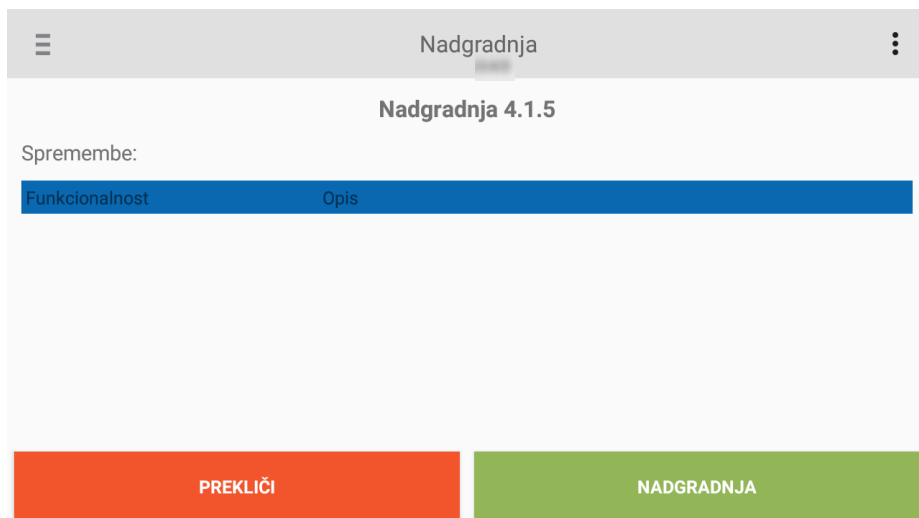 Nadgradnja
Nadgradnja 4.1.5
Spremembe:
Funkcionalnost Opis
PREKLIČI NADGRADNJA